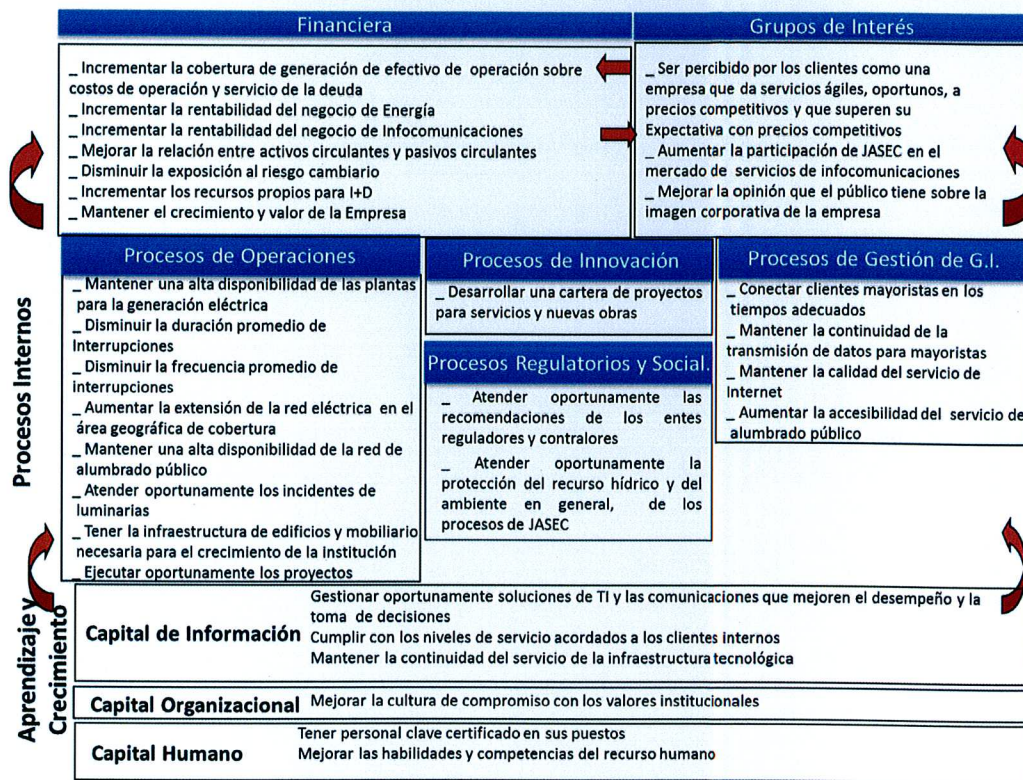 Financiera
_ Incrementar la cobertura de generación de efectivo de operación sobre
costos de operación y servicio de la deuda
_ Incrementar la rentabilidad del negocio de Energía
_ Incrementar la rentabilidad del negocio de Infocomunicaciones
_ Mejorar la relación entre activos circulantes y pasivos circulantes
_ Disminuir la exposición al riesgo cambiario
_ Incrementar los recursos propios para I+D
_ Mantener el crecimiento y valor de la Empresa
Grupos de Interés
_ Ser percibido por los clientes como una
empresa que da servicios ágiles, oportunos, a
precios competitivos y que superen su
Expectativa con precios competitivos
_ Aumentar la participación de JASEC en el
mercado de servicios de infocomunicaciones
_ Mejorar la opinión que el público tiene sobre la
imagen corporativa de la empresa
Procesos Internos
Procesos de Operaciones
_ Mantener una alta disponibilidad de las plantas
para la generación eléctrica
_ Disminuir la duración promedio de
Interrupciones
_ Disminuir la frecuencia promedio de
interrupciones
_ Aumentar la extensión de la red eléctrica en el
área geográfica de cobertura
_ Mantener una alta disponibilidad de la red de
alumbrado público
_ Atender oportunamente los incidentes de
luminarias
_ Tener la infraestructura de edificios y mobiliario
necesaria para el crecimiento de la institución
_ Ejecutar oportunamente los proyectos
Procesos de Innovación
_ Desarrollar una cartera de proyectos
para servicios y nuevas obras
Procesos Regulatorios y Social.
_ Atender oportunamente las
recomendaciones de los entes
reguladores y contralores
_ Atender oportunamente la
protección del recurso hídrico y del
ambiente en general, de los
procesos de JASEC
Procesos de Gestión de G.I.
_ Conectar clientes mayoristas en los
tiempos adecuados
_ Mantener la continuidad de la
transmisión de datos para mayoristas
_ Mantener la calidad del servicio de
Internet
_ Aumentar la accesibilidad del servicio de
alumbrado público
Aprendizaje y
Crecimiento
Capital de Información
Gestionar oportunamente soluciones de TI y las comunicaciones que mejoren el desempeño y la
toma de decisiones
Cumplir con los niveles de servicio acordados a los clientes internos
Mantener la continuidad del servicio de la infraestructura tecnológica
Capital Organizacional
Mejorar la cultura de compromiso con los valores institucionales
Capital Humano
Tener personal clave certificado en sus puestos
Mejorar las habilidades y competencias del recurso humano